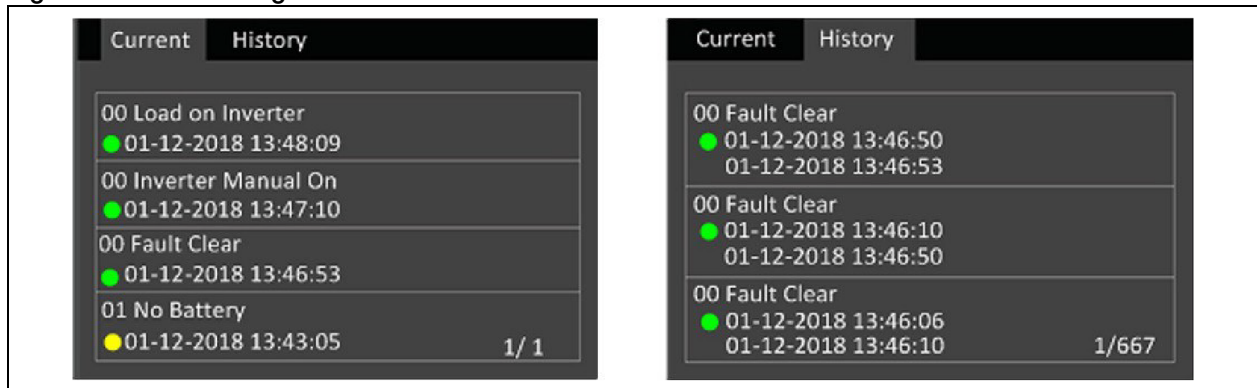 Current History
00 Load on Inverter
01-12-2018 13:48:09
00 Inverter Manual On
01-12-2018 13:47:10
00 Fault Clear
01-12-2018 13:46:53
01 No Battery
01-12-2018 13:43:05
1/ 1
Current History
00 Fault Clear
01-12-2018 13:46:50
01-12-2018 13:46:53
00 Fault Clear
01-12-2018 13:46:10
01-12-2018 13:46:50
00 Fault Clear
01-12-2018 13:46:06
01-12-2018 13:46:10
1/667